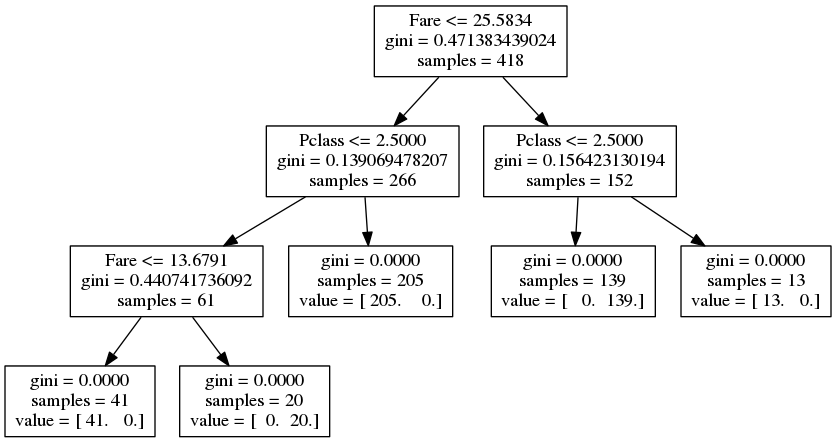 Fare <= 25.5834
gini = 0.471383439024
samples = 418
Pclass <= 2.5000
gini = 0.139069478207
samples = 266
Pclass <= 2.5000
gini = 0.156423130194
samples = 152
Fare <= 13.6791
gini = 0.440741736092
samples = 61
gini = 0.0000
samples = 205
value = [ 205.    0.]
gini = 0.0000
samples = 139
value = [   0.  139.]
gini = 0.0000
samples = 13
value = [ 13.   0.]
gini = 0.0000
samples = 41
value = [ 41.   0.]
gini = 0.0000
samples = 20
value = [  0.  20.]